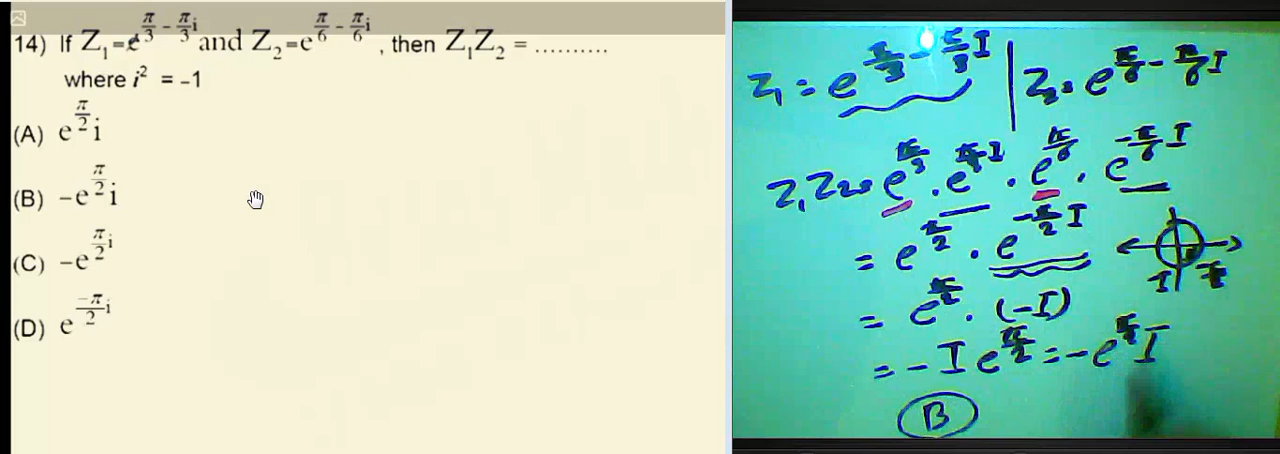 14) If Z₁=e^(π/3 − π/3 i) and Z₂=e^(π/6 − π/6 i) , then Z₁Z₂ = ..........
where i² = -1
(A) e^(π/2) i
(B) −e^(π/2) i
(C) −e^(π/2 i)
(D) e^(−π/2 i)
Z₁ = e^(π/3 − π/3 I) | Z₂ = e^(π/6 − π/6 I)
Z₁Z₂ = e^(π/3) . . e^(π/6) . e^(−π/6 I)
= e^(π/2) . e^(−π/2 I)
= e^(π/2) . (−I)
= − I e^(π/2) = − e^(π/2) I
B